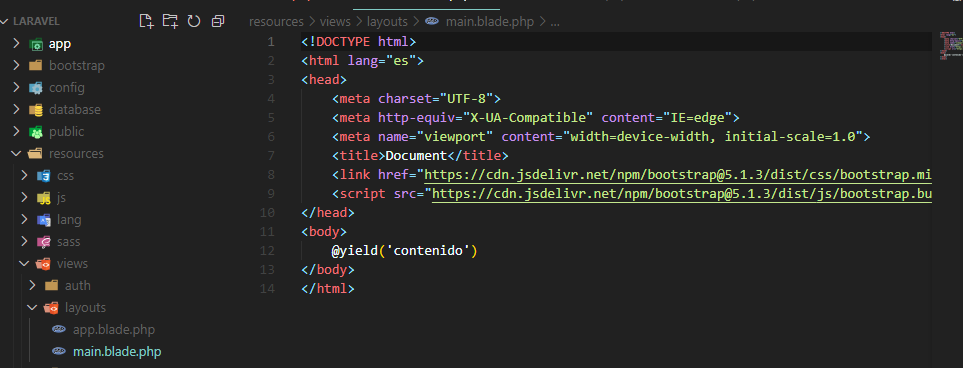 LARAVEL
app
bootstrap
config
database
public
resources
css
js
lang
sass
views
auth
layouts
app.blade.php
main.blade.php
resources > views > layouts > main.blade.php > ...
1 <!DOCTYPE html>
2 <html lang="es">
3 <head>
4 <meta charset="UTF-8">
5 <meta http-equiv="X-UA-Compatible" content="IE=edge">
6 <meta name="viewport" content="width=device-width, initial-scale=1.0">
7 <title>Document</title>
8 <link href="https://cdn.jsdelivr.net/npm/bootstrap@5.1.3/dist/css/bootstrap.mi
9 <script src="https://cdn.jsdelivr.net/npm/bootstrap@5.1.3/dist/js/bootstrap.bu
10 </head>
11 <body>
12 @yield('contenido')
13 </body>
14 </html>